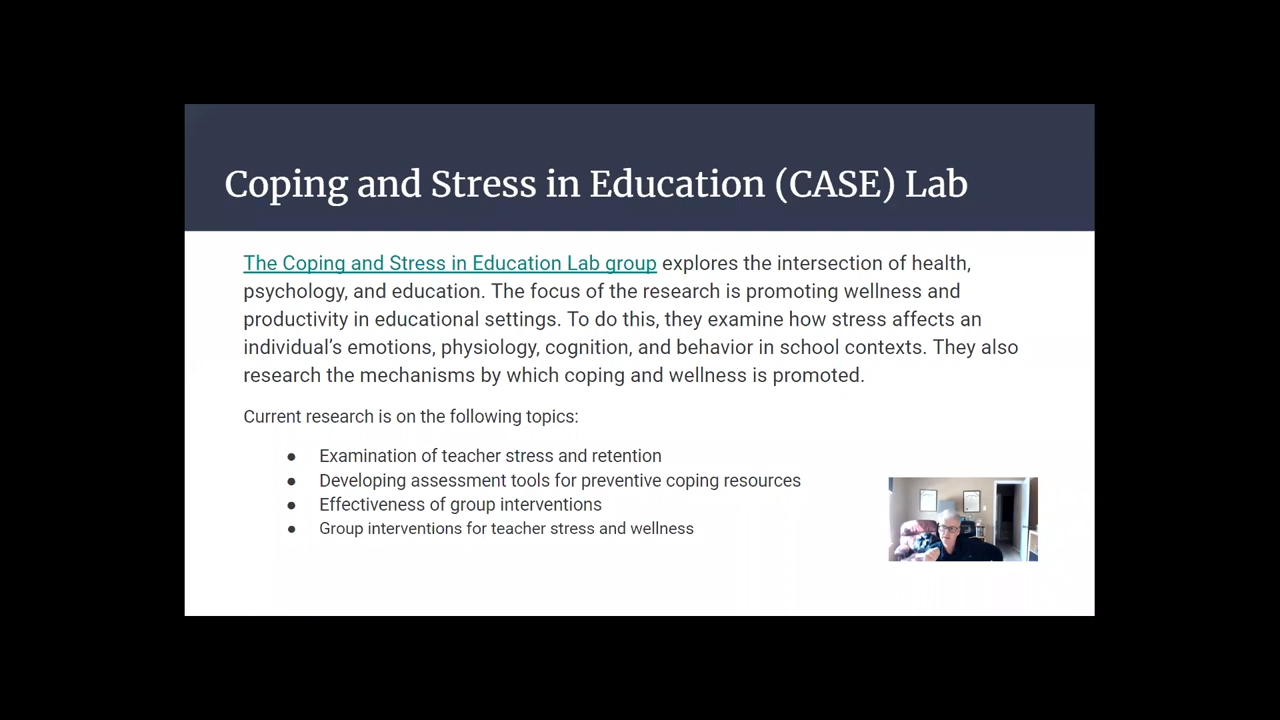 Coping and Stress in Education (CASE) Lab
The Coping and Stress in Education Lab group explores the intersection of health,
psychology, and education. The focus of the research is promoting wellness and
productivity in educational settings. To do this, they examine how stress affects an
individual’s emotions, physiology, cognition, and behavior in school contexts. They also
research the mechanisms by which coping and wellness is promoted.
Current research is on the following topics:
● Examination of teacher stress and retention
● Developing assessment tools for preventive coping resources
● Effectiveness of group interventions
● Group interventions for teacher stress and wellness